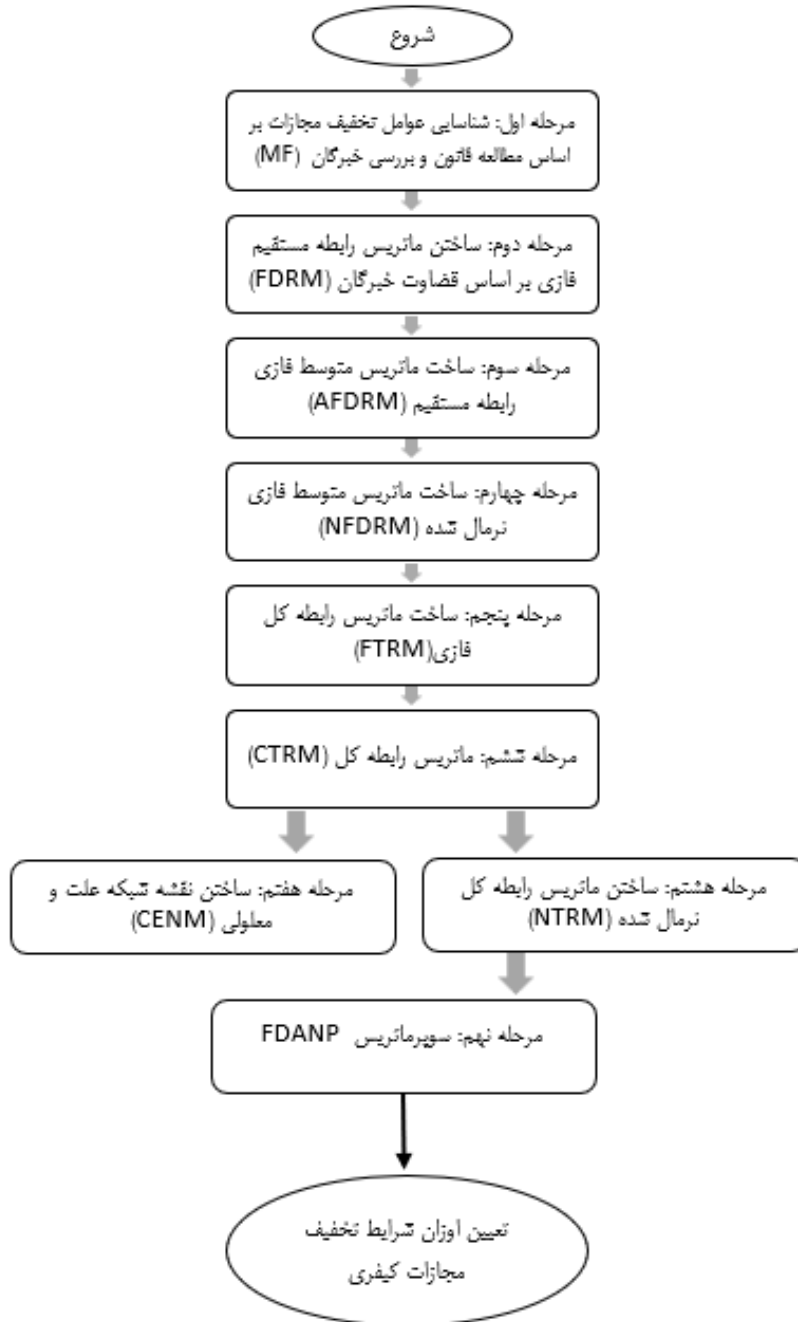 شروع
مرحله اول: شناسایی عوامل تخفیف مجازات بر
اساس مطالعه قانون و بررسی خبرگان (MF)
مرحله دوم: ساختن ماتریس رابطه مستقیم
فازی بر اساس قضاوت خبرگان (FDRM)
مرحله سوم: ساخت ماتریس متوسط فازی
رابطه مستقیم (AFDRM)
مرحله چهارم: ساخت ماتریس متوسط فازی
نرمال شده (NFDRM)
مرحله پنجم: ساخت ماتریس رابطه کل
فازی(FTRM)
مرحله ششم: ماتریس رابطه کل (CTRM)
مرحله هشتم: ساختن ماتریس رابطه کل
نرمال شده (NTRM)
مرحله هفتم: ساختن نقشه شبکه علت و
معلولی (CENM)
مرحله نهم: سوپرماتریس FDANP
تعیین اوزان شرایط تخفیف
مجازات کیفری